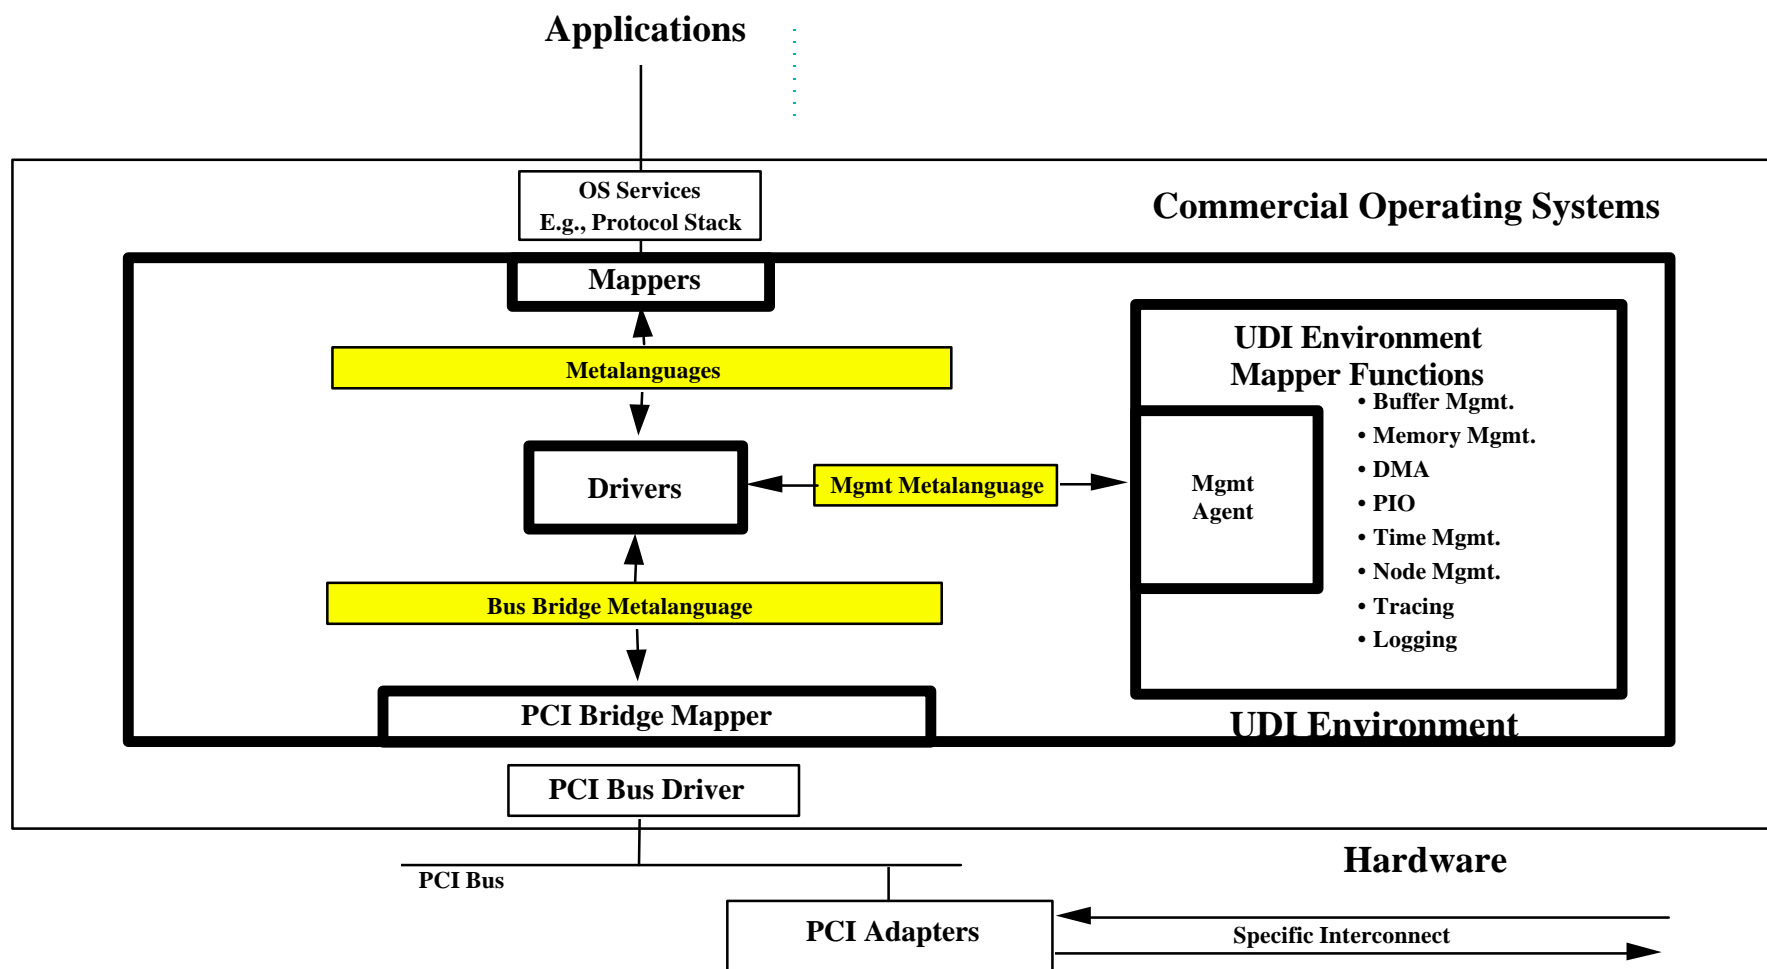 Applications
OS Services
E.g., Protocol Stack
Commercial Operating Systems
Mappers
Metalanguages
Drivers
Mgmt Metalanguage
Mgmt
Agent
UDI Environment
Mapper Functions
• Buffer Mgmt.
• Memory Mgmt.
• DMA
• PIO
• Time Mgmt.
• Node Mgmt.
• Tracing
• Logging
Bus Bridge Metalanguage
PCI Bridge Mapper
UDI Environment
PCI Bus Driver
Hardware
PCI Bus
PCI Adapters
Specific Interconnect